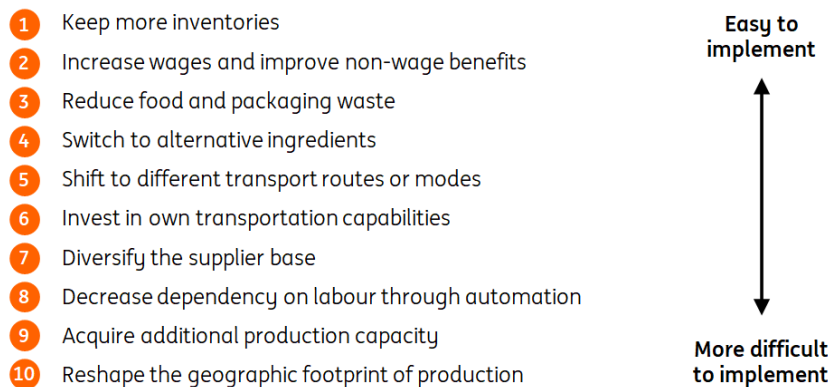 1 Keep more inventories
2 Increase wages and improve non-wage benefits
3 Reduce food and packaging waste
4 Switch to alternative ingredients
5 Shift to different transport routes or modes
6 Invest in own transportation capabilities
7 Diversify the supplier base
8 Decrease dependency on labour through automation
9 Acquire additional production capacity
10 Reshape the geographic footprint of production
Easy to
implement
More difficult
to implement